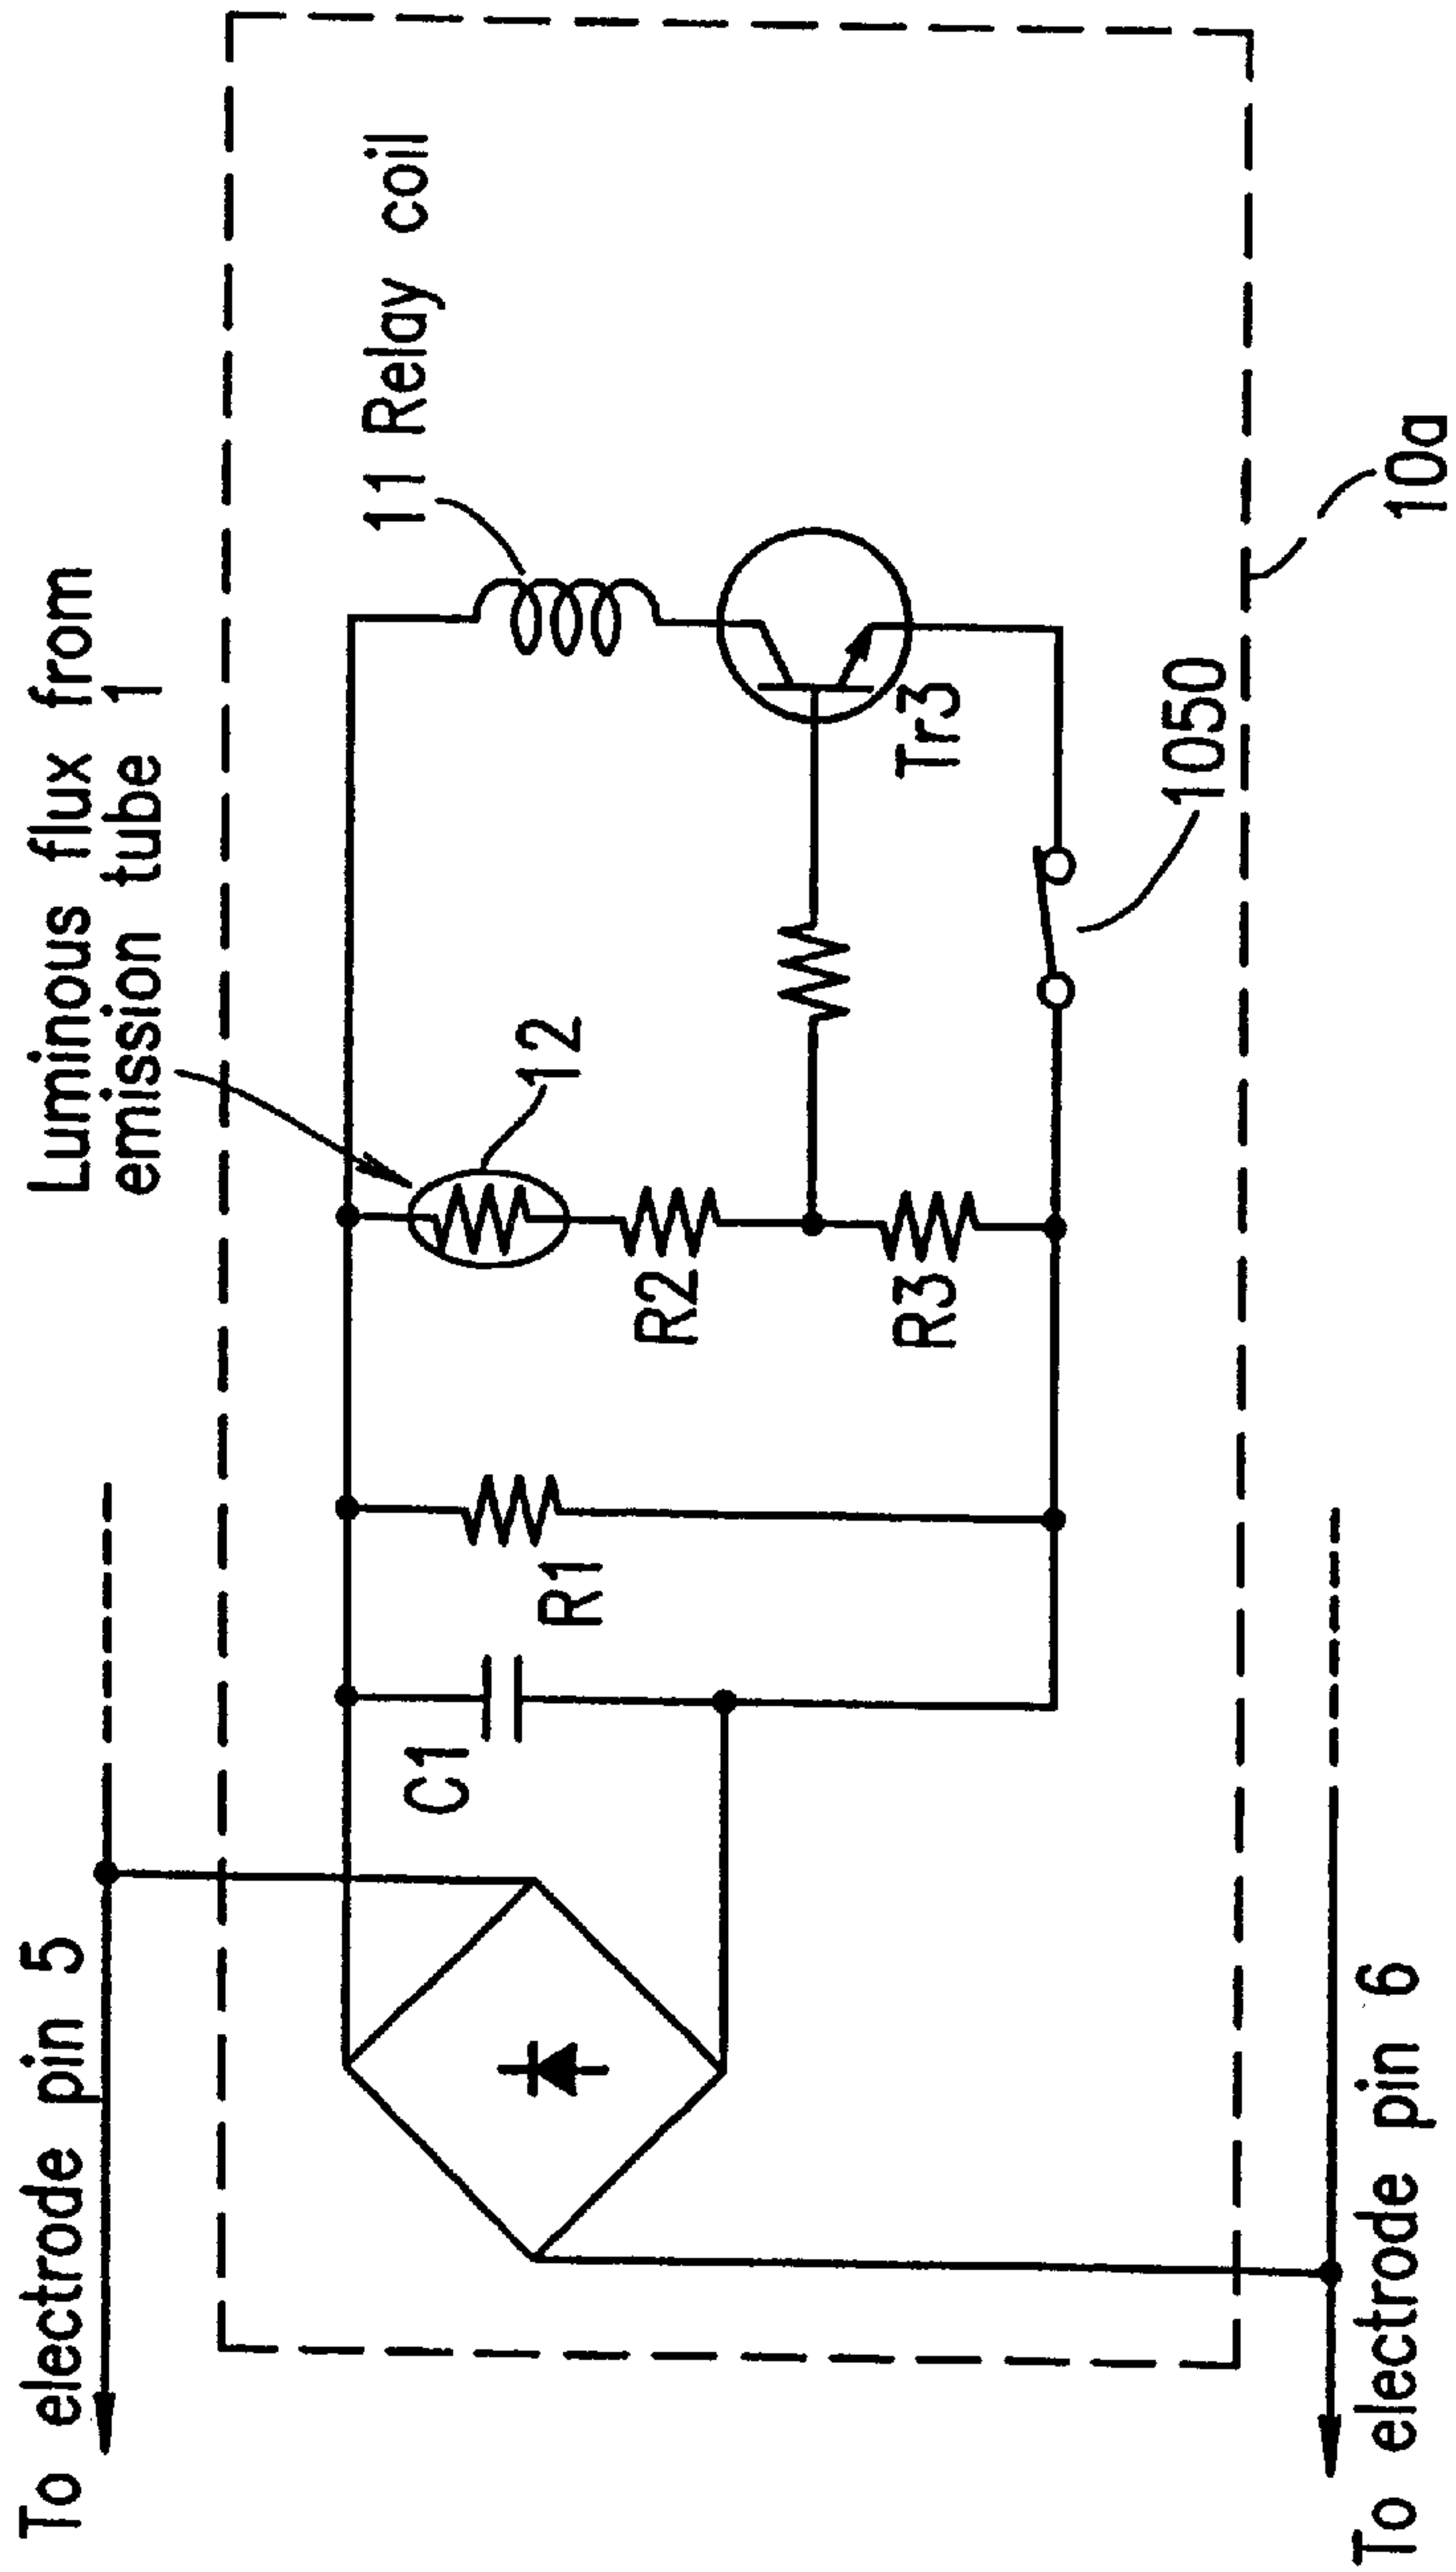 Luminous flux from
emission tube 1
To electrode pin 5
11 Relay coil
12
C1
R1
R2
R3
Tr3
1050
10a
To electrode pin 6